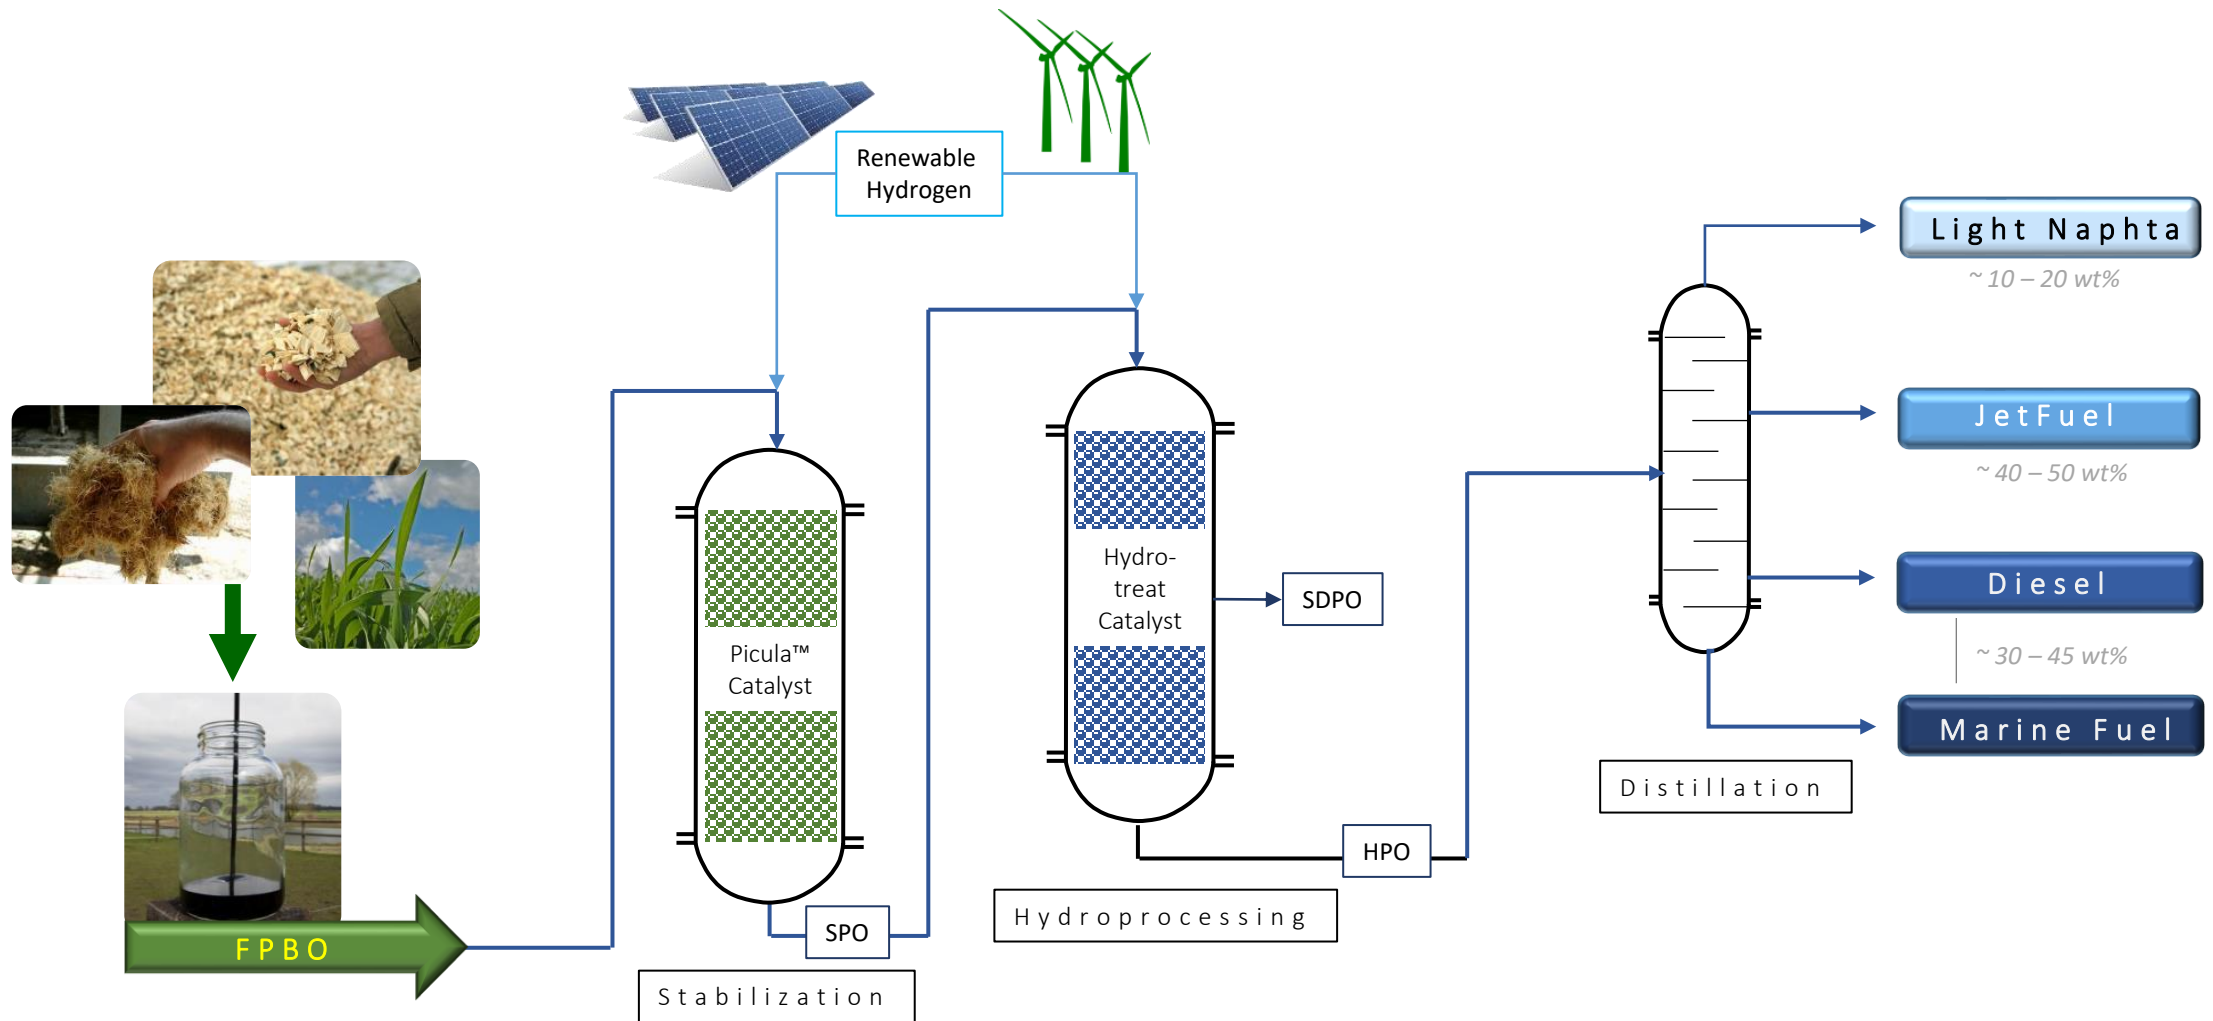 Renewable
Hydrogen
Light Naphta
~ 10 – 20 wt%
JetFuel
~ 40 – 50 wt%
Hydro-
treat
Catalyst
SDPO
Diesel
~ 30 – 45 wt%
Picula™
Catalyst
Marine Fuel
Distillation
HPO
Hydroprocessing
SPO
FPBO
Stabilization